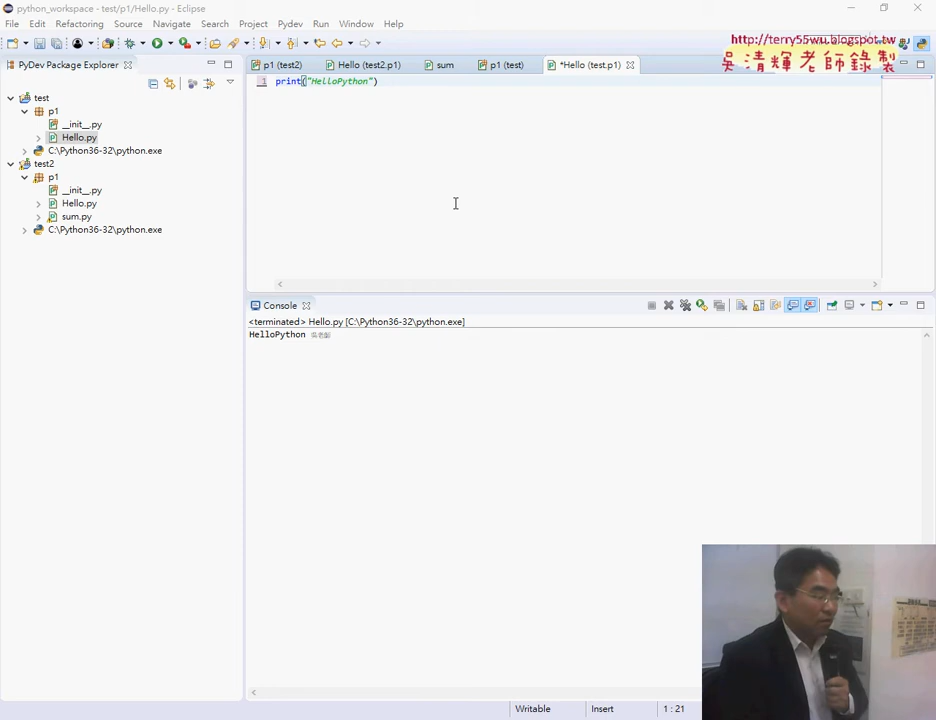 python_workspace - test/p1/Hello.py - Eclipse
File Edit Refactoring Source Navigate Search Project Pydev Run Window Help
http://terry55wu.blogspot.tw
吳清輝老師錄製
PyDev Package Explorer
p1 (test2) Hello (test2.p1) sum p1 (test) *Hello (test.p1)
1 print("HelloPython")
test
p1
__init__.py
Hello.py
C:\Python36-32\python.exe
test2
p1
__init__.py
Hello.py
sum.py
C:\Python36-32\python.exe
Console
<terminated> Hello.py [C:\Python36-32\python.exe]
HelloPython
Writable Insert 1 : 21